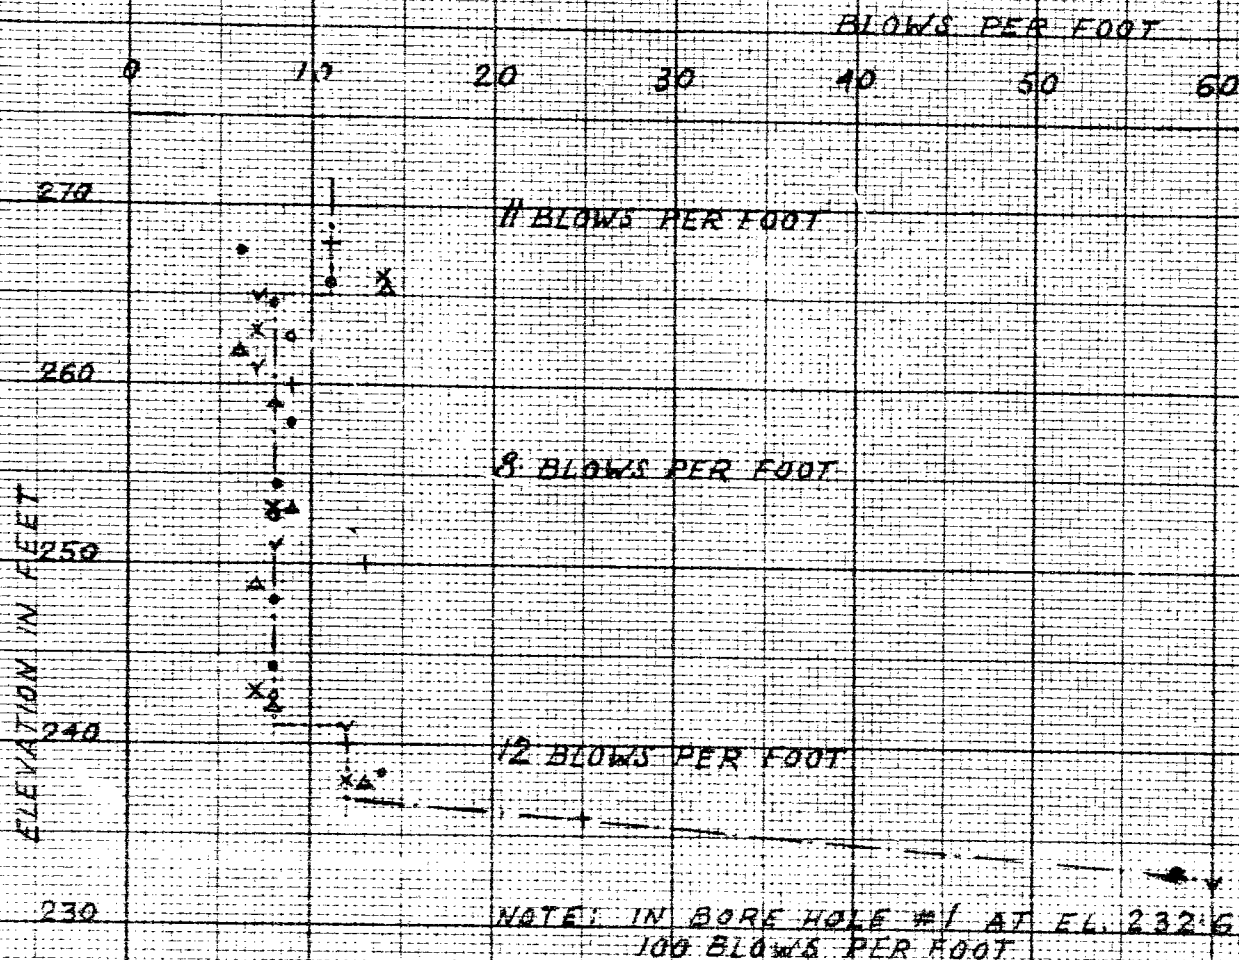 BLOWS PER FOOT
0 10 20 30 40 50 60
270
11 BLOWS PER FOOT
260
8 BLOWS PER FOOT
ELEVATION IN FEET
250
240
12 BLOWS PER FOOT
230
NOTE: IN BORE HOLE #1 AT EL. 232.6
100 BLOWS PER FOOT